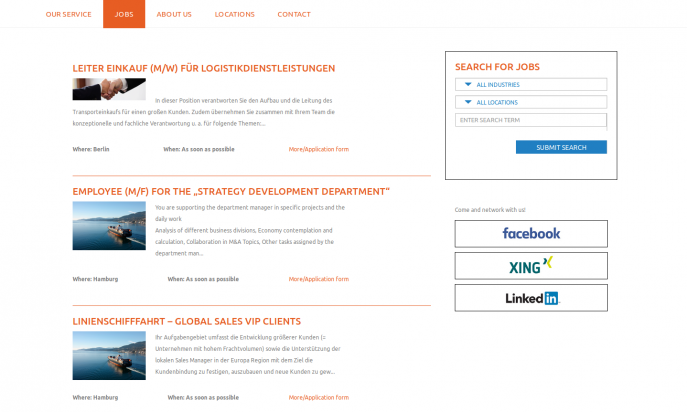 OUR SERVICE JOBS ABOUT US LOCATIONS CONTACT
LEITER EINKAUF (M/W) FÜR LOGISTIKDIENSTLEISTUNGEN
In dieser Position verantworten Sie den Aufbau und die Leitung des
Transporteinkaufs für einen großen Kunden. Zudem übernehmen Sie zusammen mit Ihrem Team die
konzeptionelle und fachliche Verantwortung u. a. für folgende Themen:...
Where: Berlin When: As soon as possible More/Application form
EMPLOYEE (M/F) FOR THE „STRATEGY DEVELOPMENT DEPARTMENT“
You are supporting the department manager in specific projects and the
daily work
Analysis of different business divisions, Economy contemplation and
calculation, Collaboration in M&A Topics, Other tasks assigned by the
department man...
Where: Hamburg When: As soon as possible More/Application form
LINIENSCHIFFFAHRT – GLOBAL SALES VIP CLIENTS
Ihr Aufgabengebiet umfasst die Entwicklung größerer Kunden (=
Unternehmen mit hohem Frachtvolumen) sowie die Unterstützung der
lokalen Sales Manager in der Europa Region mit dem Ziel die
Kundenbindung zu festigen, auszubauen und neue Kunden zu gew...
Where: Hamburg When: As soon as possible More/Application form
SEARCH FOR JOBS
ALL INDUSTRIES
ALL LOCATIONS
ENTER SEARCH TERM
SUBMIT SEARCH
Come and network with us!
facebook
XING
LinkedIn